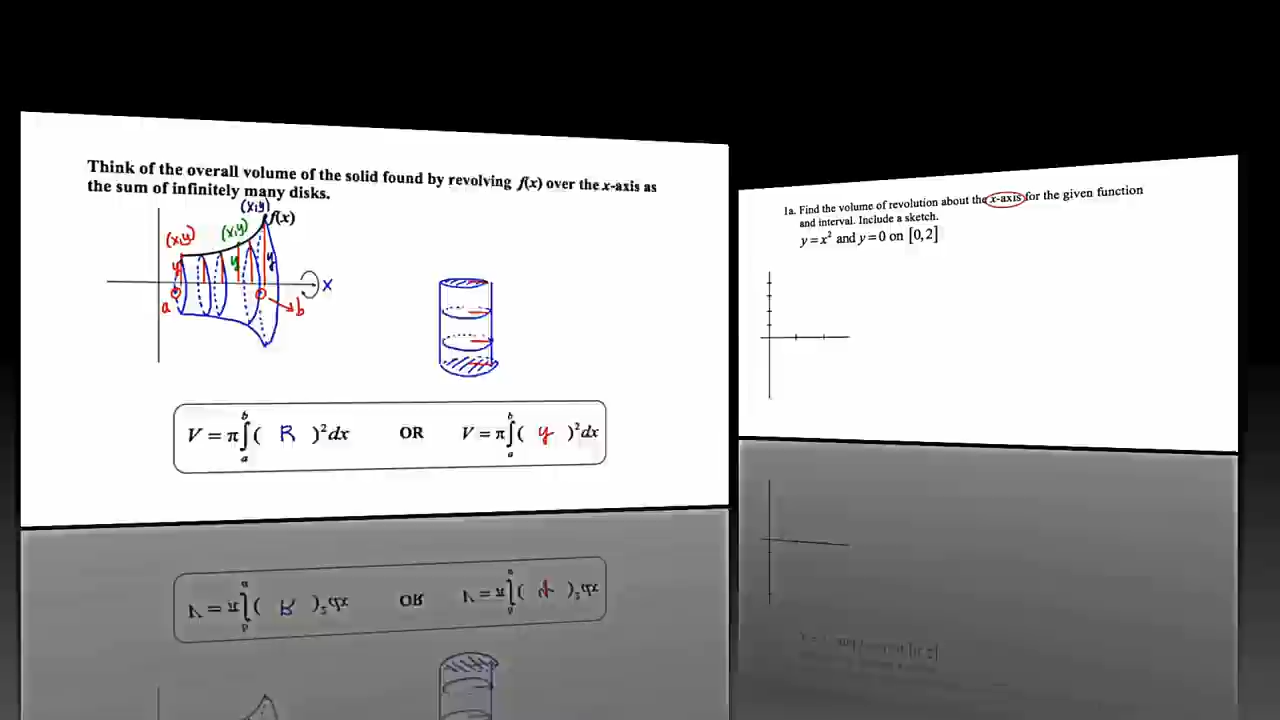 Think of the overall volume of the solid found by revolving f(x) over the x-axis as
the sum of infinitely many disks.
(x,y)
f(x)
(x,y)
(x,y)
y
y
y
x
a
b
V = π∫ₐᵇ( R )²dx OR V = π∫ₐᵇ( y )²dx
1a. Find the volume of revolution about the x-axis for the given function
and interval. Include a sketch.
y = x² and y = 0 on [0, 2]